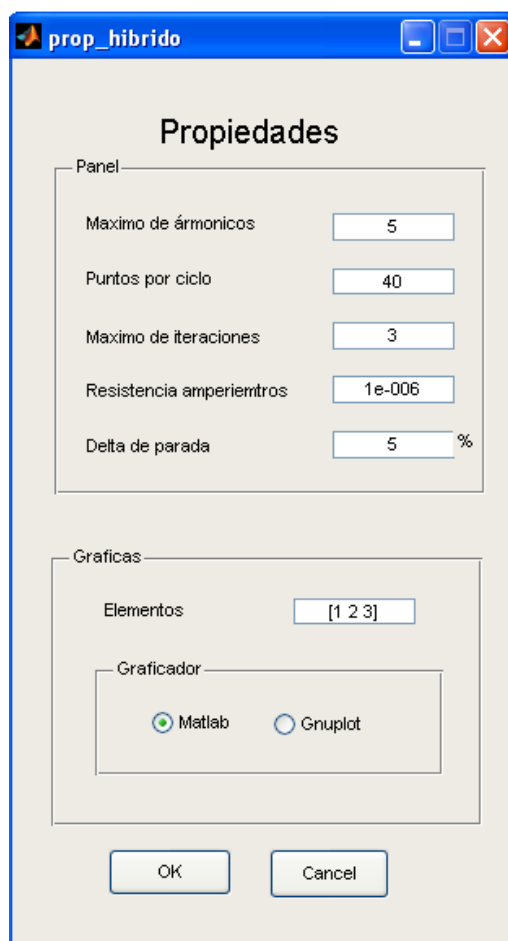 prop_hibrido
Propiedades
Panel
Maximo de ármonicos 5
Puntos por ciclo 40
Maximo de iteraciones 3
Resistencia amperiemtros 1e-006
Delta de parada 5 %
Graficas
Elementos [1 2 3]
Graficador
Matlab Gnuplot
OK Cancel